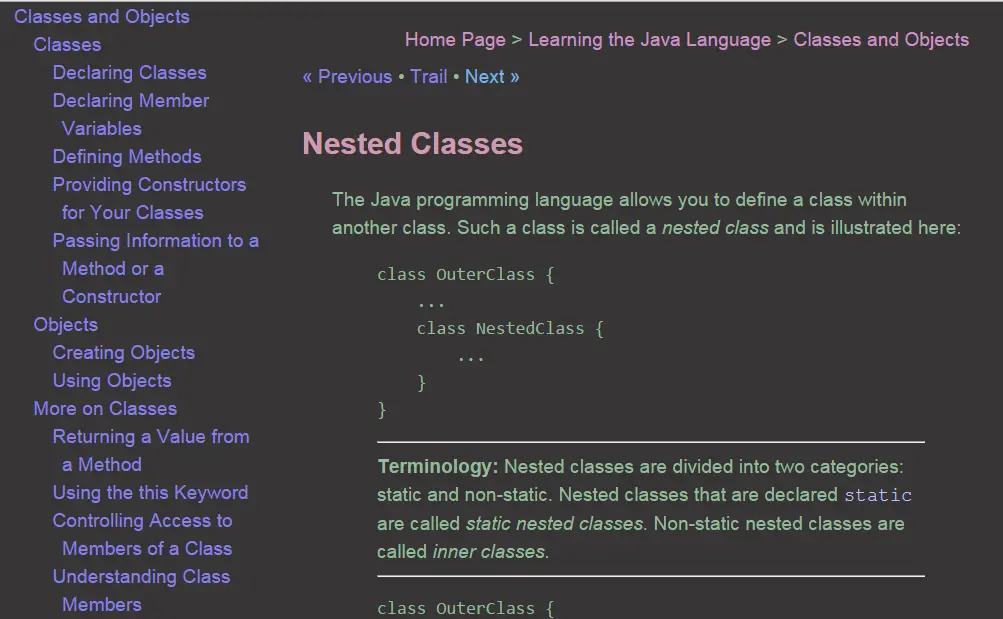 Classes and Objects
Classes
Declaring Classes
Declaring Member
Variables
Defining Methods
Providing Constructors
for Your Classes
Passing Information to a
Method or a
Constructor
Objects
Creating Objects
Using Objects
More on Classes
Returning a Value from
a Method
Using the this Keyword
Controlling Access to
Members of a Class
Understanding Class
Members
Home Page > Learning the Java Language > Classes and Objects
« Previous • Trail • Next »
Nested Classes
The Java programming language allows you to define a class within
another class. Such a class is called a nested class and is illustrated here:
class OuterClass {
    ...
    class NestedClass {
        ...
    }
}
Terminology: Nested classes are divided into two categories:
static and non-static. Nested classes that are declared static
are called static nested classes. Non-static nested classes are
called inner classes.
class OuterClass {